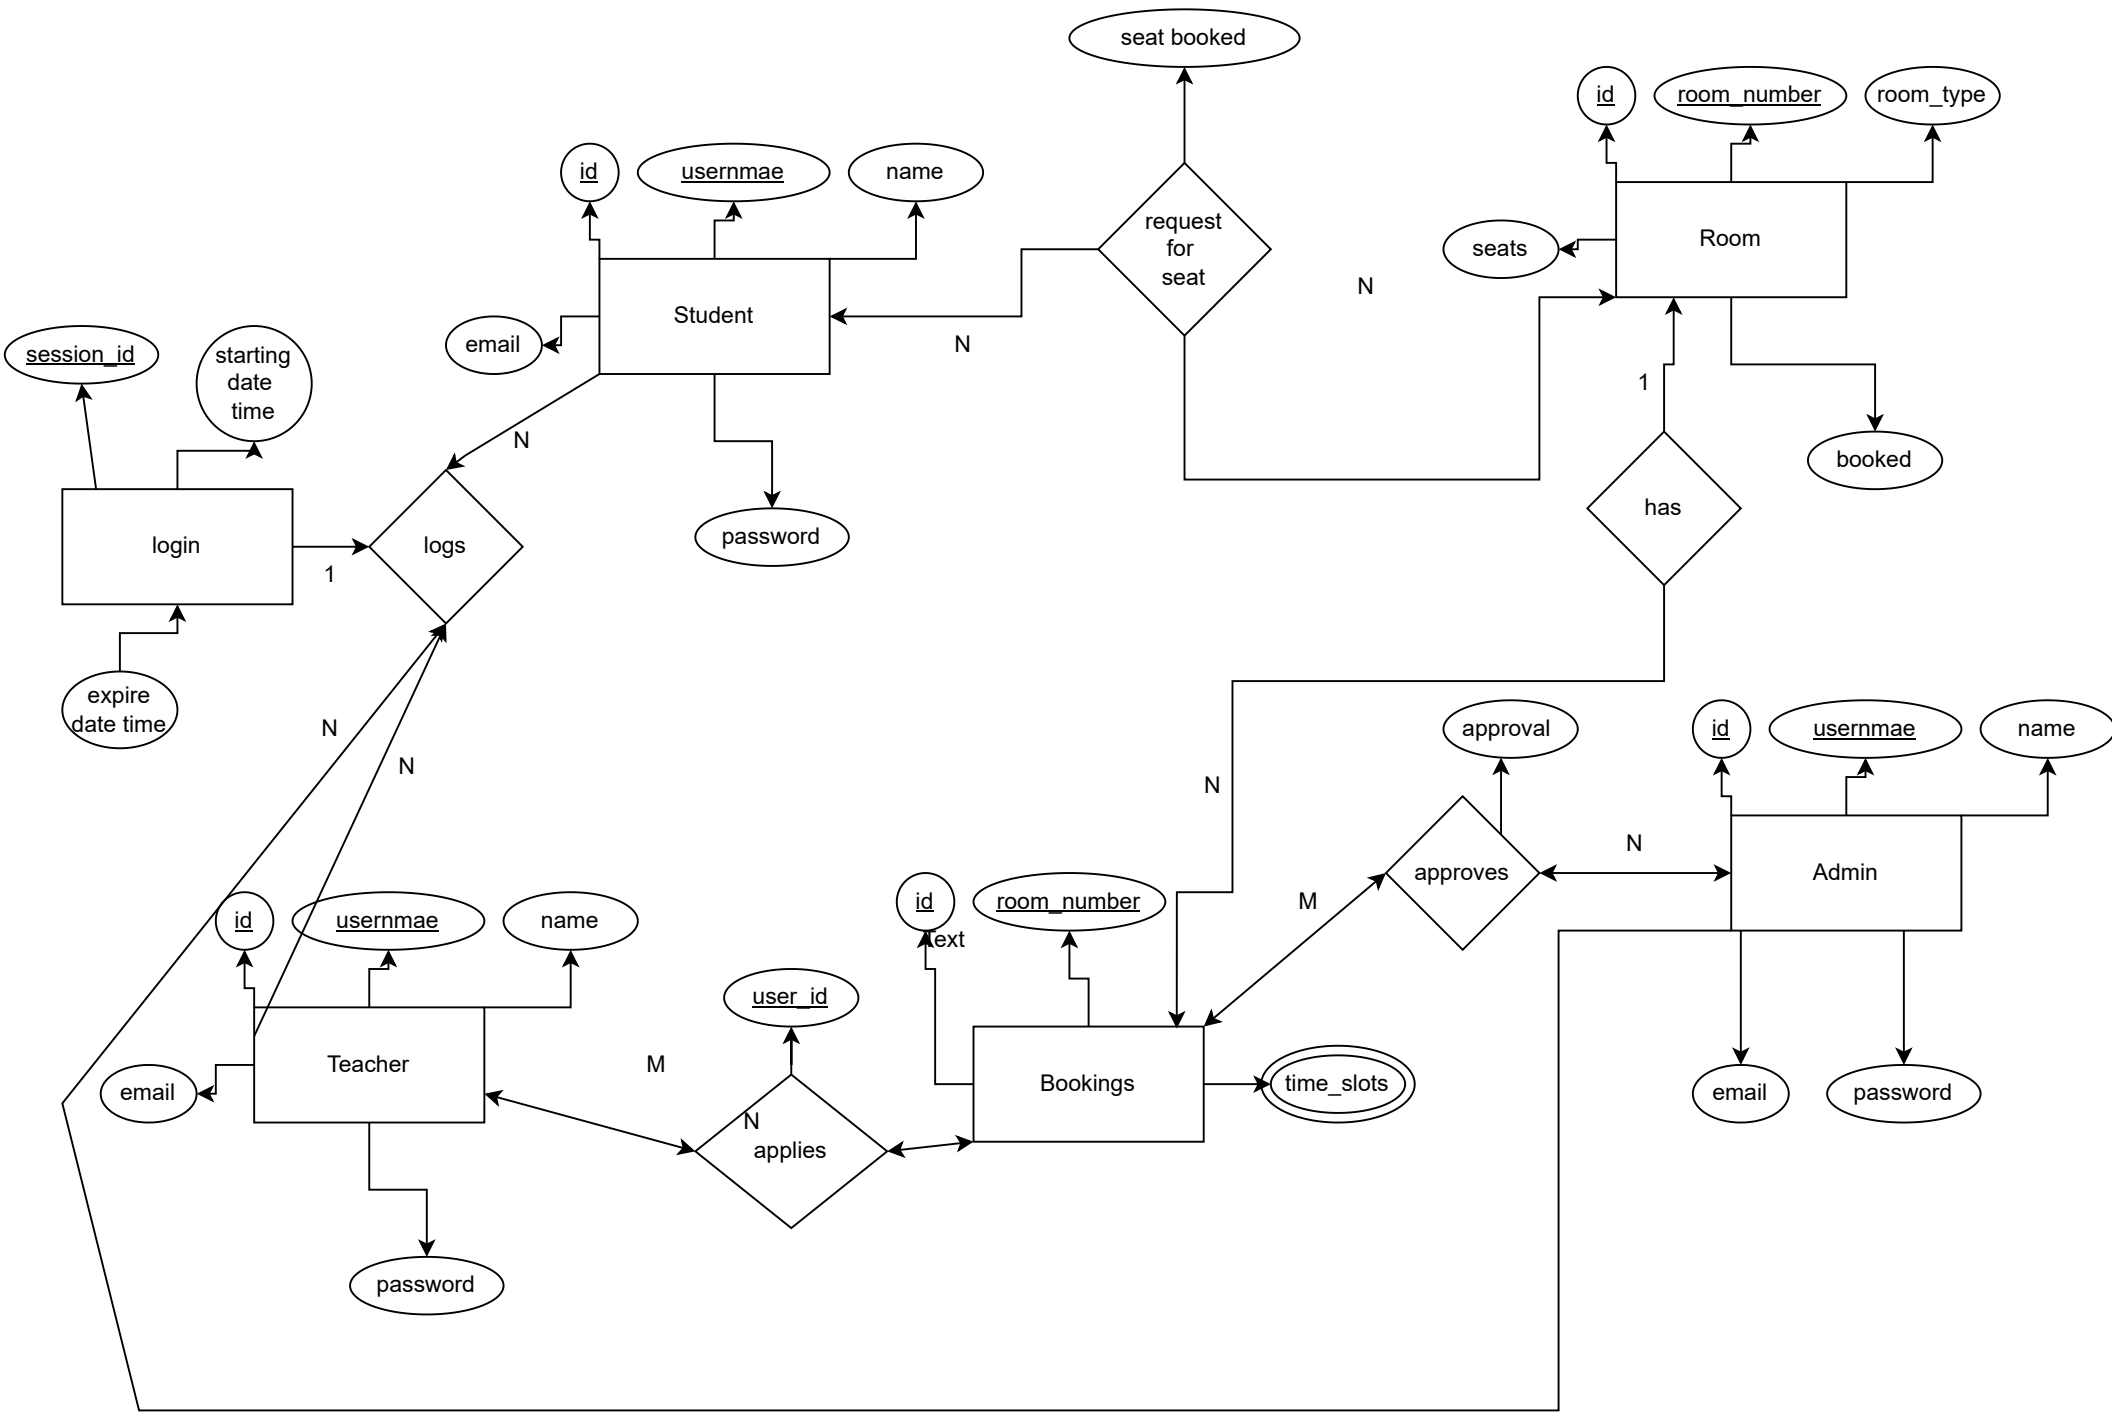 seat booked
id
room_number
room_type
id
usernmae
name
request
for
seat
seats
Room
N
Student
email
N
session_id
starting
date
time
1
N
booked
has
password
login
logs
1
expire
date time
N
N
approval
id
usernmae
name
N
N
approves
Admin
M
id
room_number
Text
id
usernmae
name
user_id
M
Teacher
email
N
applies
Bookings
time_slots
email
password
password